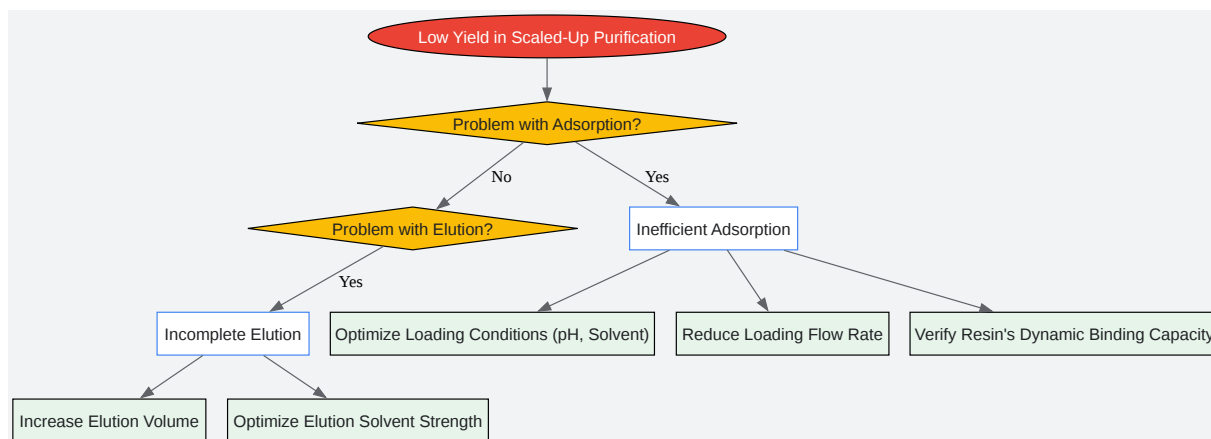 Low Yield in Scaled-Up Purification
Problem with Adsorption?
No
Yes
Problem with Elution?
Inefficient Adsorption
Yes
Incomplete Elution
Optimize Loading Conditions (pH, Solvent)
Reduce Loading Flow Rate
Verify Resin's Dynamic Binding Capacity
Increase Elution Volume
Optimize Elution Solvent Strength